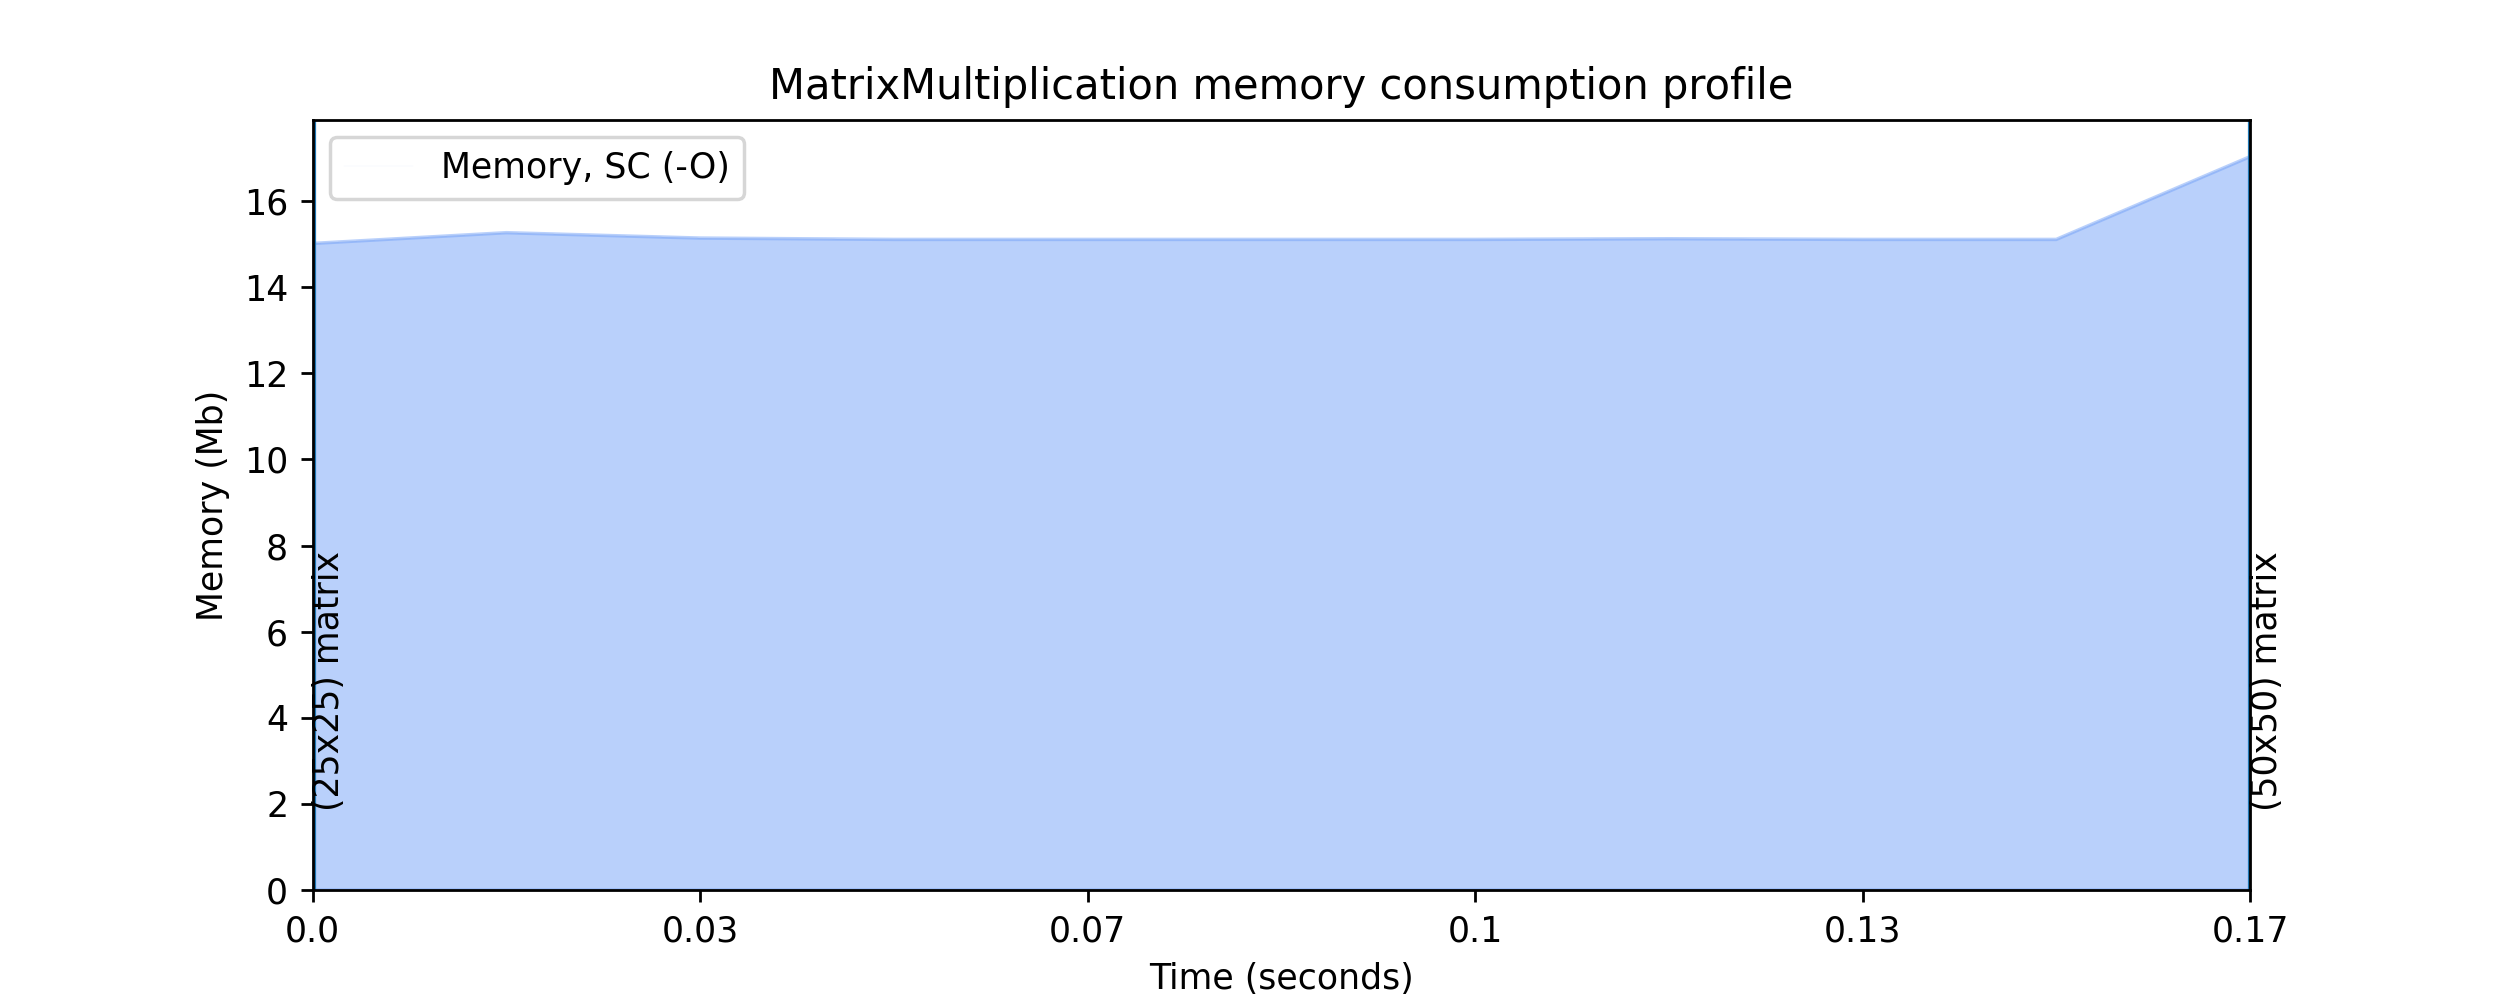 MatrixMultiplication memory consumption profile
Memory, SC (-O)
Memory (Mb)
16
14
12
10
8
6
4
2
0
(25x25) matrix
(50x50) matrix
0.0
0.03
0.07
0.1
0.13
0.17
Time (seconds)